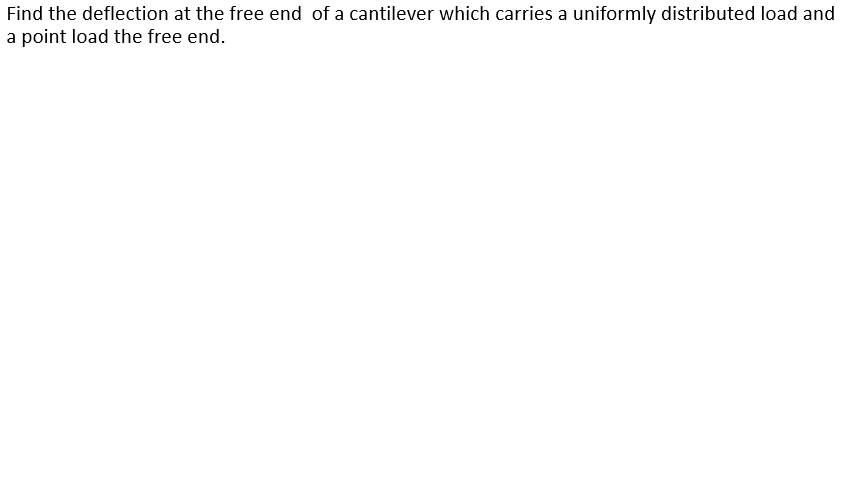 Find the deflection at the free end  of a cantilever which carries a uniformly distributed load and
a point load the free end.